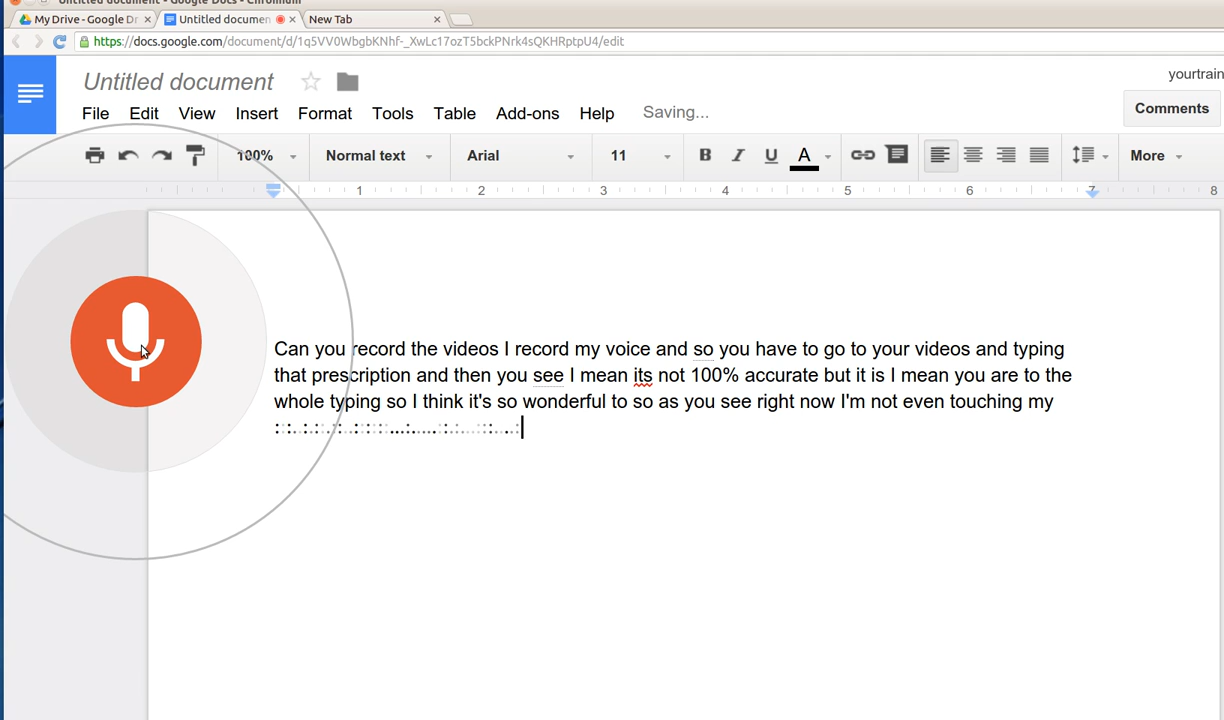 Untitled document - Google Docs - Chromium
My Drive - Google Dr
Untitled documen
New Tab
https://docs.google.com/document/d/1q5VV0WbgbKNhf-_XwLc17ozT5bckPNrk4sQKHRptpU4/edit
Untitled document
yourtrain
File Edit View Insert Format Tools Table Add-ons Help Saving...
Comments
100% Normal text Arial 11 B I U A More
1 2 3 4 5 6 7 8
Can you record the videos I record my voice and so you have to go to your videos and typing
that prescription and then you see I mean its not 100% accurate but it is I mean you are to the
whole typing so I think it's so wonderful to so as you see right now I'm not even touching my